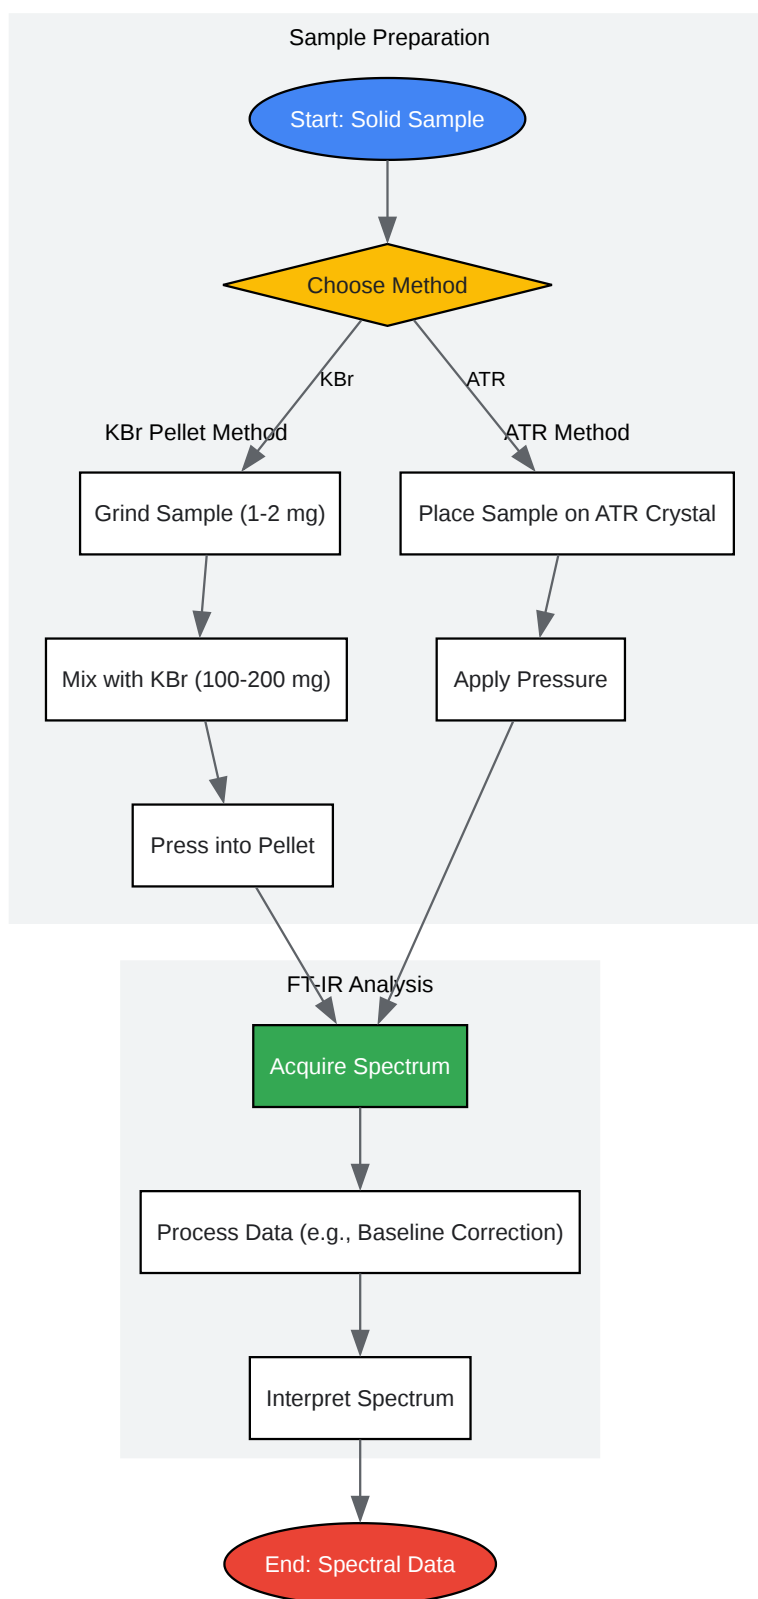 Sample Preparation
Start: Solid Sample
Choose Method
KBr
ATR
KBr Pellet Method
ATR Method
Grind Sample (1-2 mg)
Place Sample on ATR Crystal
Mix with KBr (100-200 mg)
Apply Pressure
Press into Pellet
FT-IR Analysis
Acquire Spectrum
Process Data (e.g., Baseline Correction)
Interpret Spectrum
End: Spectral Data